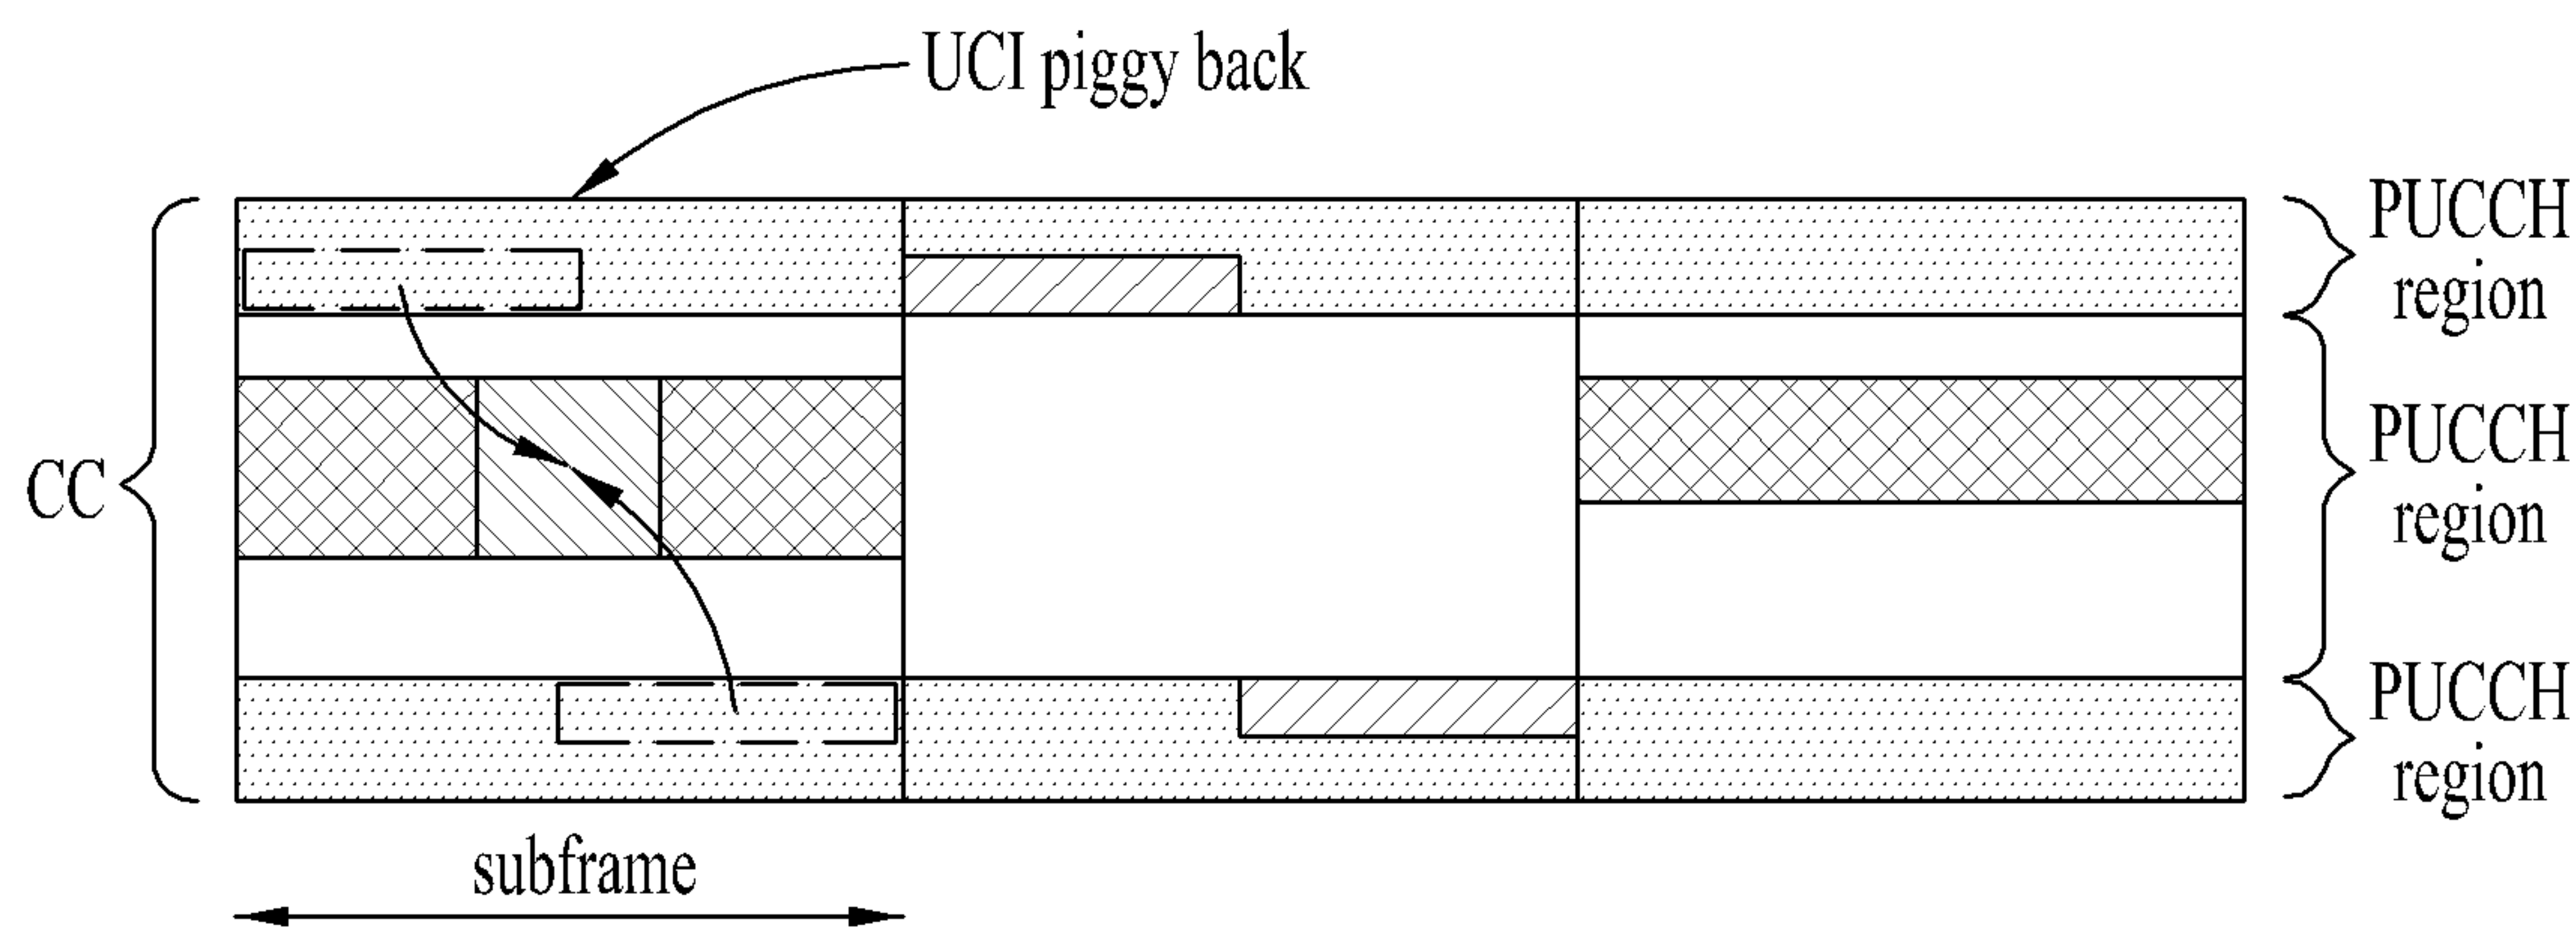 UCI piggy back
PUCCH
region
CC
PUCCH
region
PUCCH
region
subframe